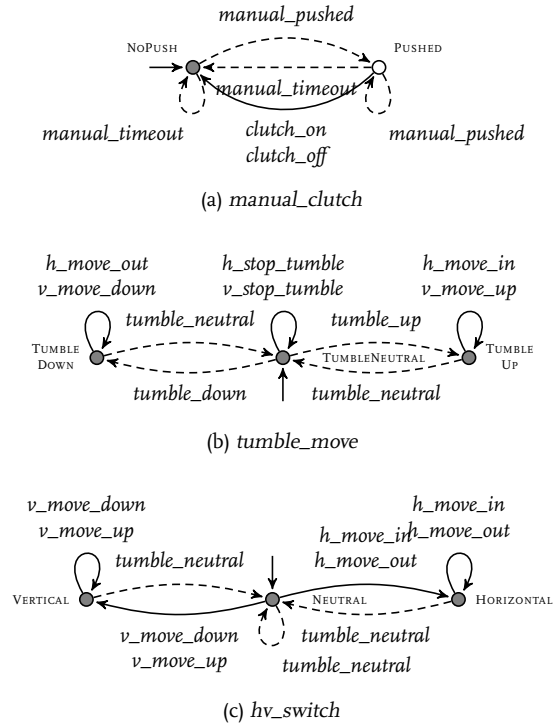 manual_pushed
NoPush
Pushed
manual_timeout
manual_timeout
manual_pushed
clutch_on
clutch_off
(a) manual_clutch
h_move_out
v_move_down
h_stop_tumble
v_stop_tumble
h_move_in
v_move_up
tumble_neutral
tumble_up
Tumble
Down
TumbleNeutral
Tumble
Up
tumble_down
tumble_neutral
(b) tumble_move
v_move_down
v_move_up
h_move_in
h_move_out
h_move_in
h_move_out
tumble_neutral
Vertical
Neutral
Horizontal
v_move_down
v_move_up
tumble_neutral
tumble_neutral
(c) hv_switch